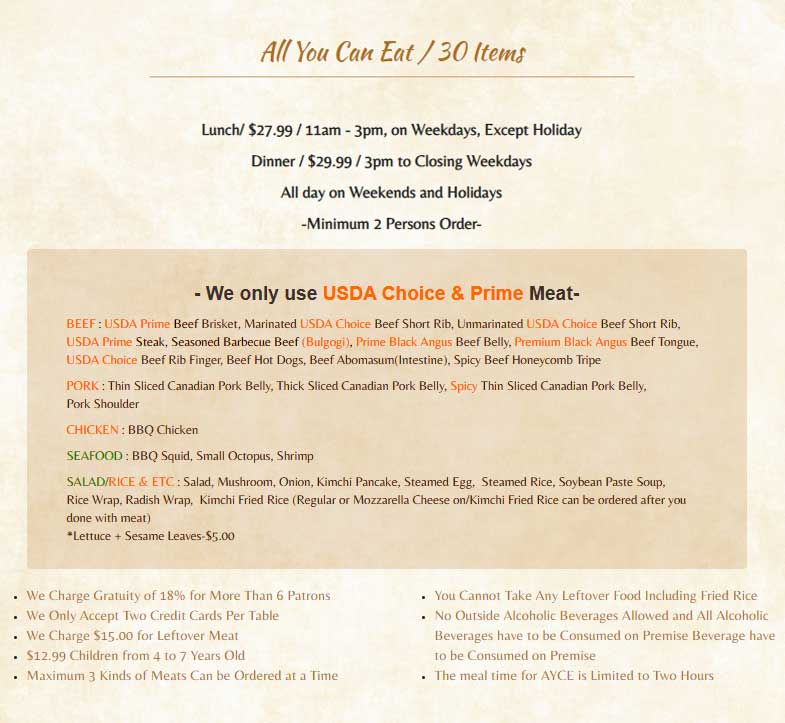 All You Can Eat / 30 Items
Lunch/ $27.99 / 11am - 3pm, on Weekdays, Except Holiday
Dinner / $29.99 / 3pm to Closing Weekdays
All day on Weekends and Holidays
-Minimum 2 Persons Order-
- We only use USDA Choice & Prime Meat-
BEEF : USDA Prime Beef Brisket, Marinated USDA Choice Beef Short Rib, Unmarinated USDA Choice Beef Short Rib,
USDA Prime Steak, Seasoned Barbecue Beef (Bulgogi), Prime Black Angus Beef Belly, Premium Black Angus Beef Tongue,
USDA Choice Beef Rib Finger, Beef Hot Dogs, Beef Abomasum(Intestine), Spicy Beef Honeycomb Tripe
PORK : Thin Sliced Canadian Pork Belly, Thick Sliced Canadian Pork Belly, Spicy Thin Sliced Canadian Pork Belly,
Pork Shoulder
CHICKEN : BBQ Chicken
SEAFOOD : BBQ Squid, Small Octopus, Shrimp
SALAD/RICE & ETC : Salad, Mushroom, Onion, Kimchi Pancake, Steamed Egg, Steamed Rice, Soybean Paste Soup,
Rice Wrap, Radish Wrap, Kimchi Fried Rice (Regular or Mozzarella Cheese on/Kimchi Fried Rice can be ordered after you
done with meat)
*Lettuce + Sesame Leaves-$5.00
• We Charge Gratuity of 18% for More Than 6 Patrons
• We Only Accept Two Credit Cards Per Table
• We Charge $15.00 for Leftover Meat
• $12.99 Children from 4 to 7 Years Old
• Maximum 3 Kinds of Meats Can be Ordered at a Time
• You Cannot Take Any Leftover Food Including Fried Rice
• No Outside Alcoholic Beverages Allowed and All Alcoholic
Beverages have to be Consumed on Premise Beverage have
to be Consumed on Premise
• The meal time for AYCE is Limited to Two Hours